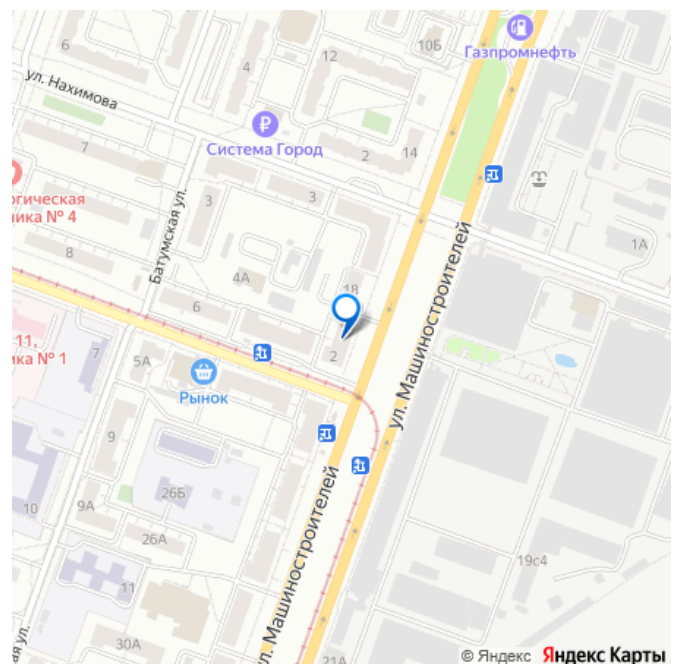 6
12
10Б
Газпромнефть
4
ул. Нахимова
Система Город
7
2
14
огическая
ника № 4
3
3
Батумская ул.
1А
8
4А
18
6
11,
ика № 1
7
2
5А
Рынок
ул. Машиностроителей
9
26Б
9А
10
26А
19с4
11
ул. Машиностроителей
30А
21
© Яндекс Яндекс Карты